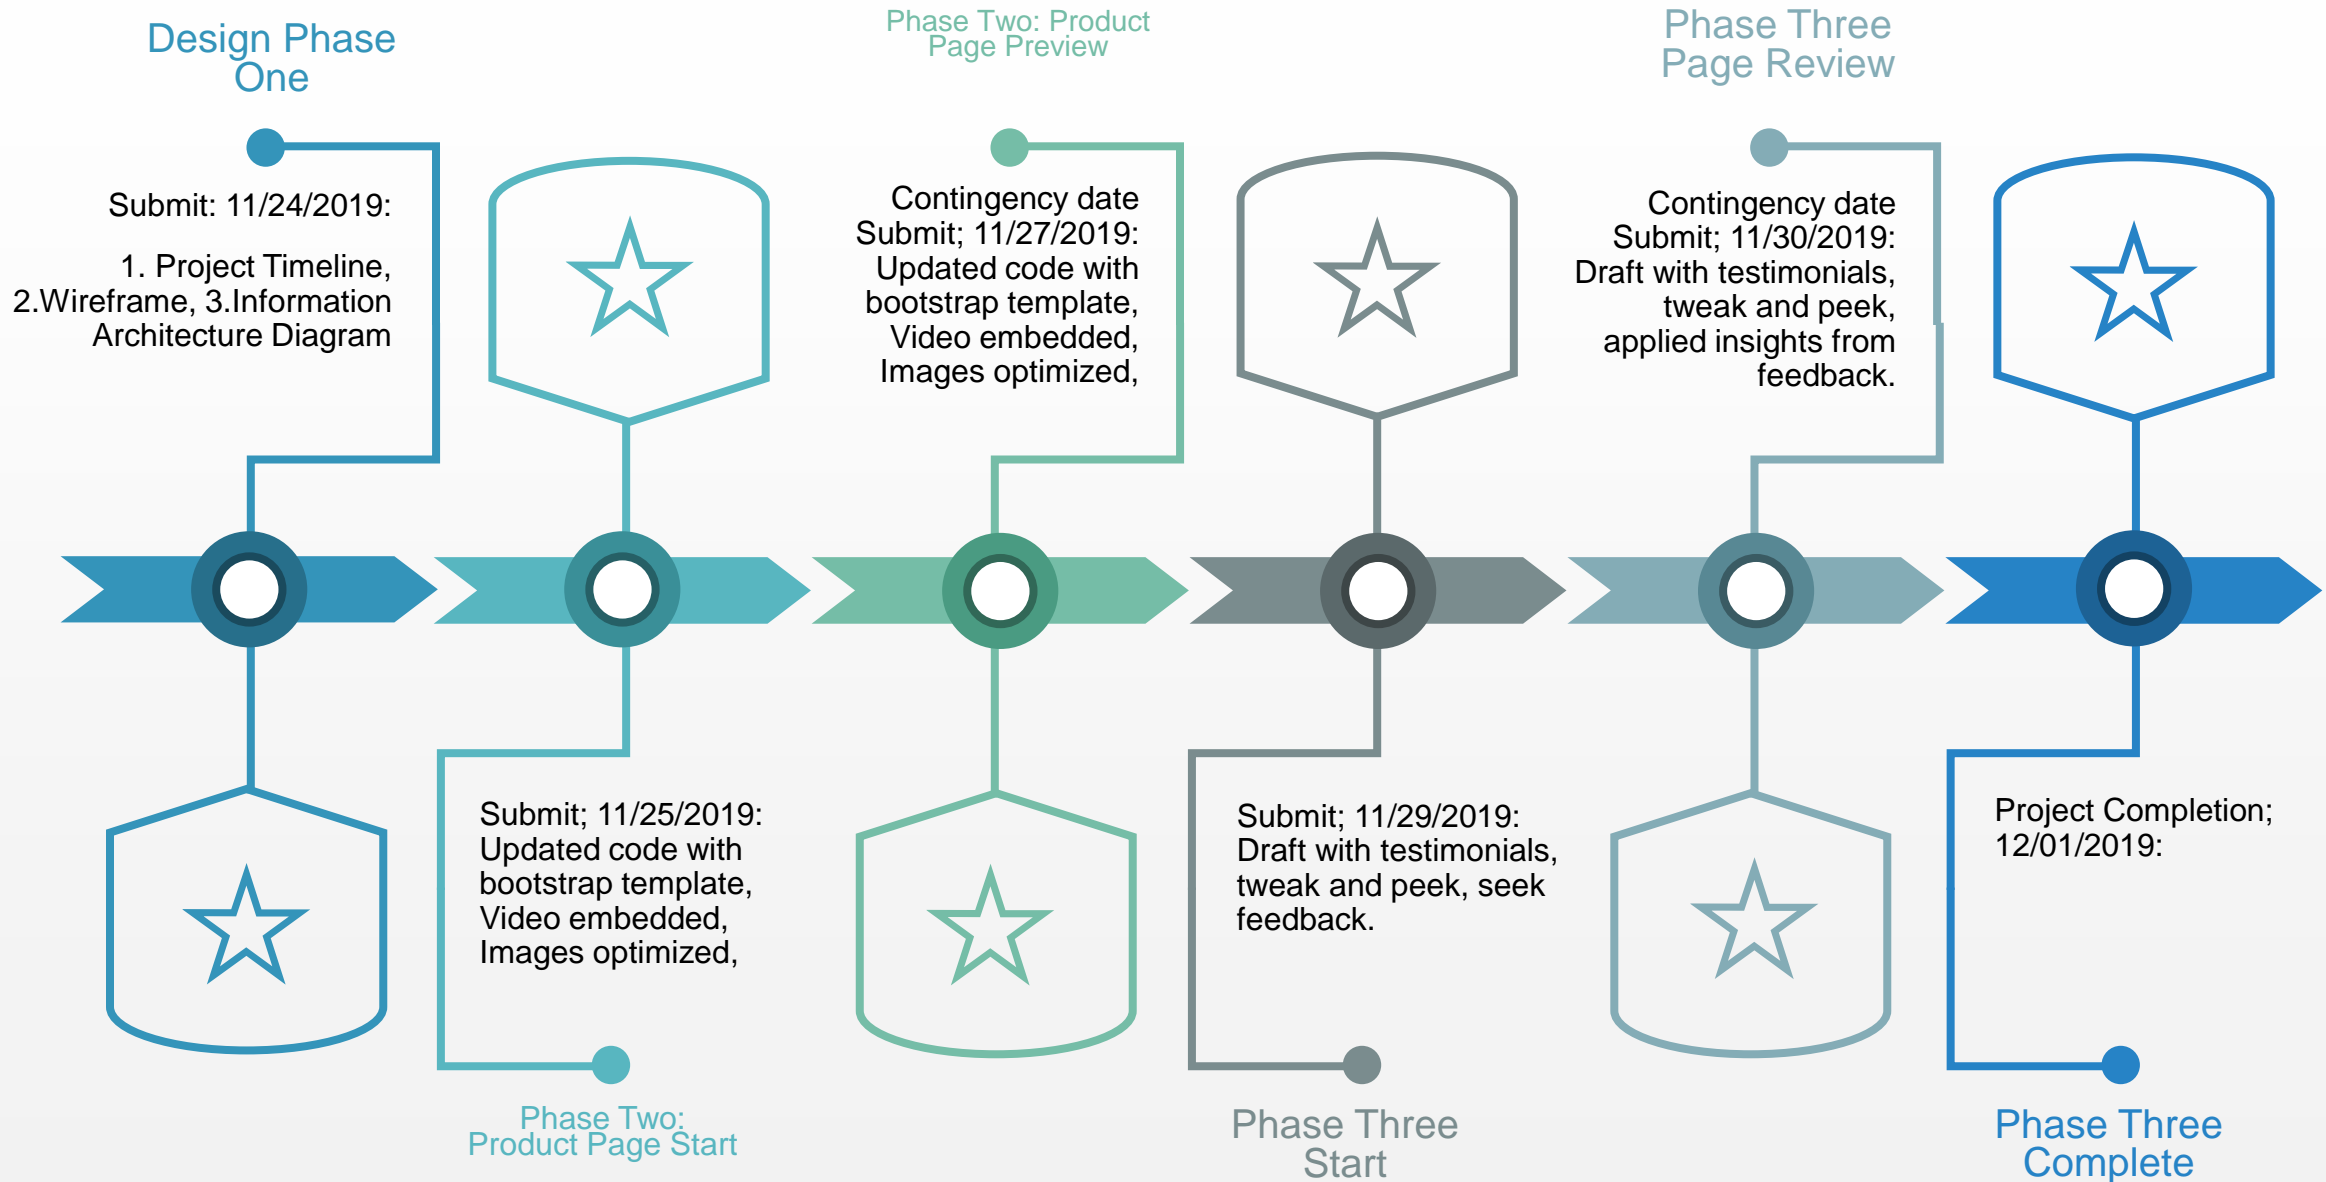 Design Phase
One
Submit: 11/24/2019:
1. Project Timeline,
2.Wireframe, 3.Information
Architecture Diagram
Submit; 11/25/2019:
Updated code with
bootstrap template,
Video embedded,
Images optimized,
Phase Two:
Product Page Start
Phase Two: Product
Page Preview
Contingency date
Submit; 11/27/2019:
Updated code with
bootstrap template,
Video embedded,
Images optimized,
Submit; 11/29/2019:
Draft with testimonials,
tweak and peek, seek
feedback.
Phase Three
Start
Phase Three
Page Review
Contingency date
Submit; 11/30/2019:
Draft with testimonials,
tweak and peek,
applied insights from
feedback.
Project Completion;
12/01/2019:
Phase Three
Complete